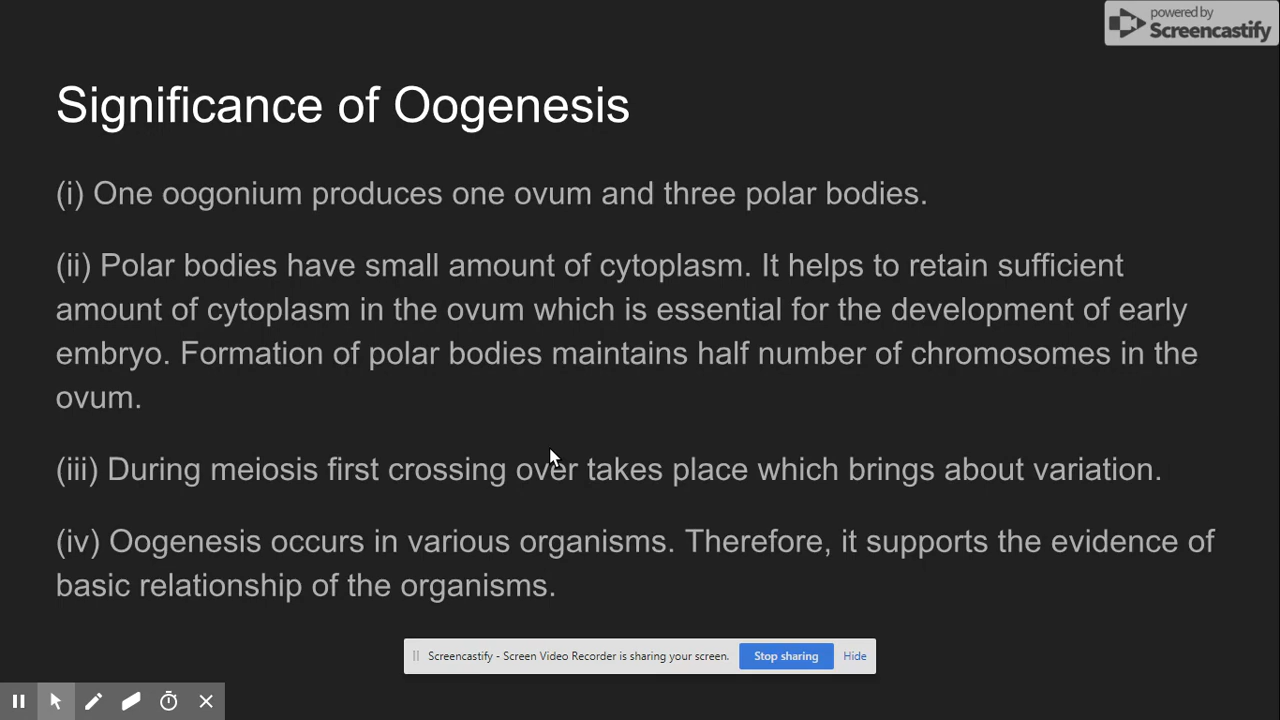 powered by
Screencastify
Significance of Oogenesis
(i) One oogonium produces one ovum and three polar bodies.
(ii) Polar bodies have small amount of cytoplasm. It helps to retain sufficient
amount of cytoplasm in the ovum which is essential for the development of early
embryo. Formation of polar bodies maintains half number of chromosomes in the
ovum.
(iii) During meiosis first crossing over takes place which brings about variation.
(iv) Oogenesis occurs in various organisms. Therefore, it supports the evidence of
basic relationship of the organisms.
Screencastify - Screen Video Recorder is sharing your screen. Stop sharing Hide